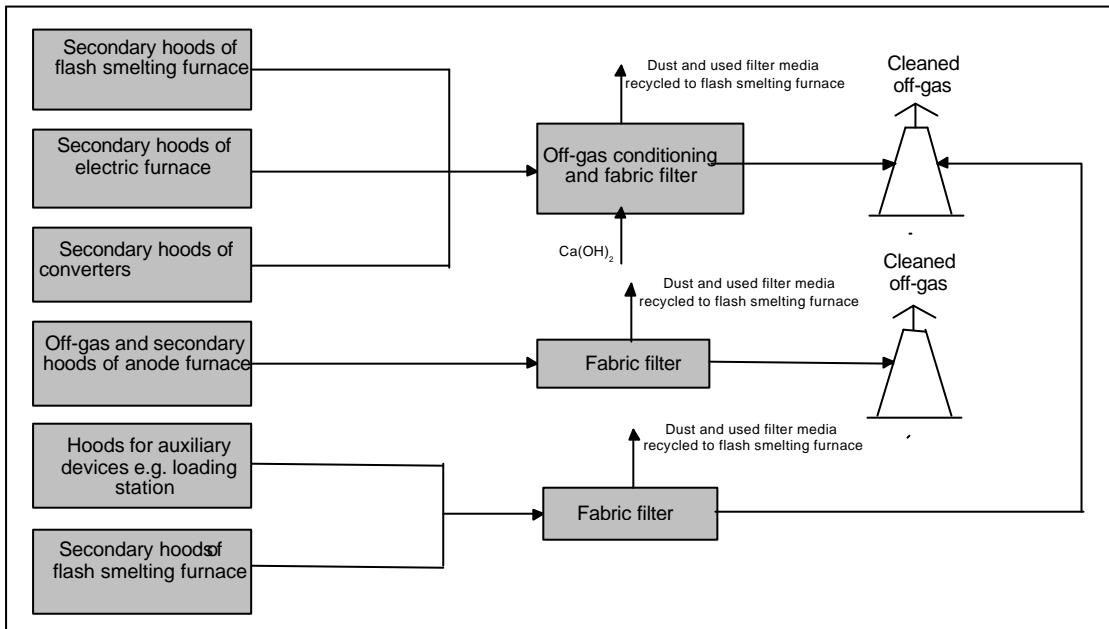 Secondary hoods of
flash smelting furnace
Secondary hoods of
electric furnace
Secondary hoods of
converters
Off-gas and secondary
hoods of anode furnace
Hoods for auxiliary
devices e.g. loading
station
Secondary hoods of
flash smelting furnace
Dust and used filter media
recycled to flash smelting furnace
Off-gas conditioning
and fabric filter
Ca(OH)₂
Cleaned
off-gas
Dust and used filter media
recycled to flash smelting furnace
Fabric filter
Cleaned
off-gas
Dust and used filter media
recycled to flash smelting furnace
Fabric filter